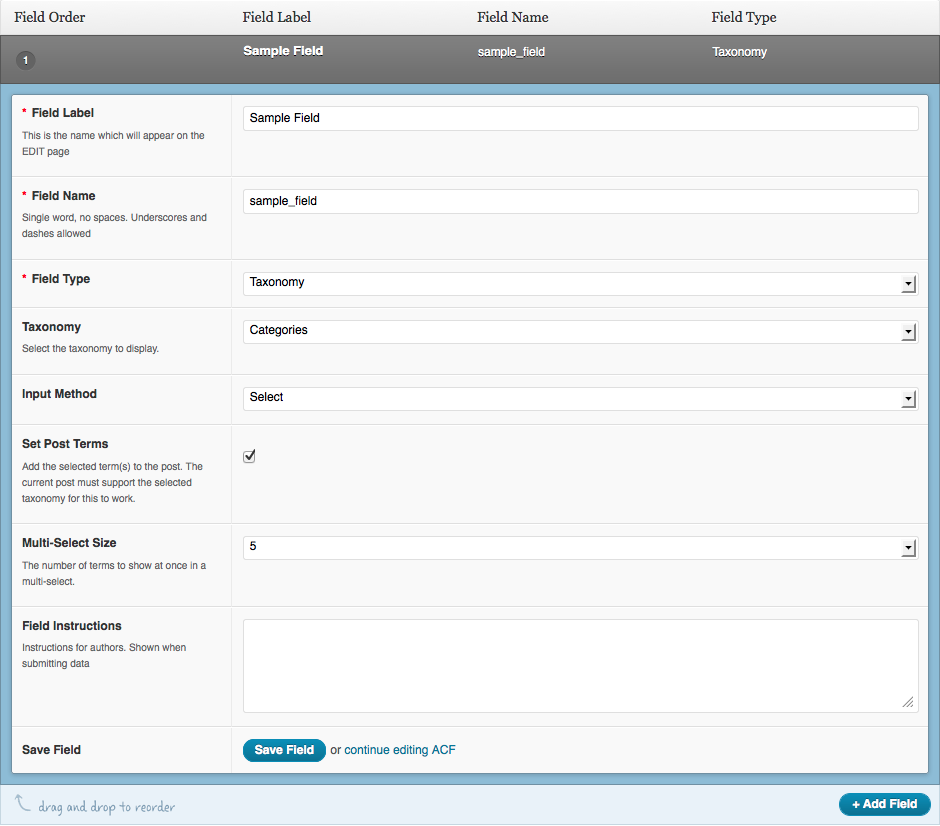 Field Order Field Label Field Name Field Type
1 Sample Field sample_field Taxonomy
* Field Label
Sample Field
This is the name which will appear on the
EDIT page
* Field Name
sample_field
Single word, no spaces. Underscores and
dashes allowed
* Field Type
Taxonomy
Taxonomy
Categories
Select the taxonomy to display.
Input Method
Select
Set Post Terms
Add the selected term(s) to the post. The
current post must support the selected
taxonomy for this to work.
Multi-Select Size
5
The number of terms to show at once in a
multi-select.
Field Instructions
Instructions for authors. Shown when
submitting data
Save Field
Save Field or continue editing ACF
drag and drop to reorder
+ Add Field